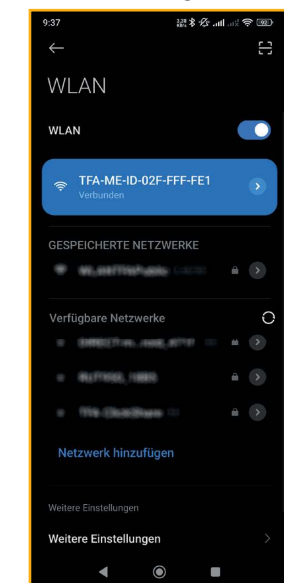 9:37
WLAN
WLAN
TFA-ME-ID-02F-FFF-FE1
Verbunden
GESPEICHERTE NETZWERKE
Verfügbare Netzwerke
Netzwerk hinzufügen
Weitere Einstellungen
Weitere Einstellungen